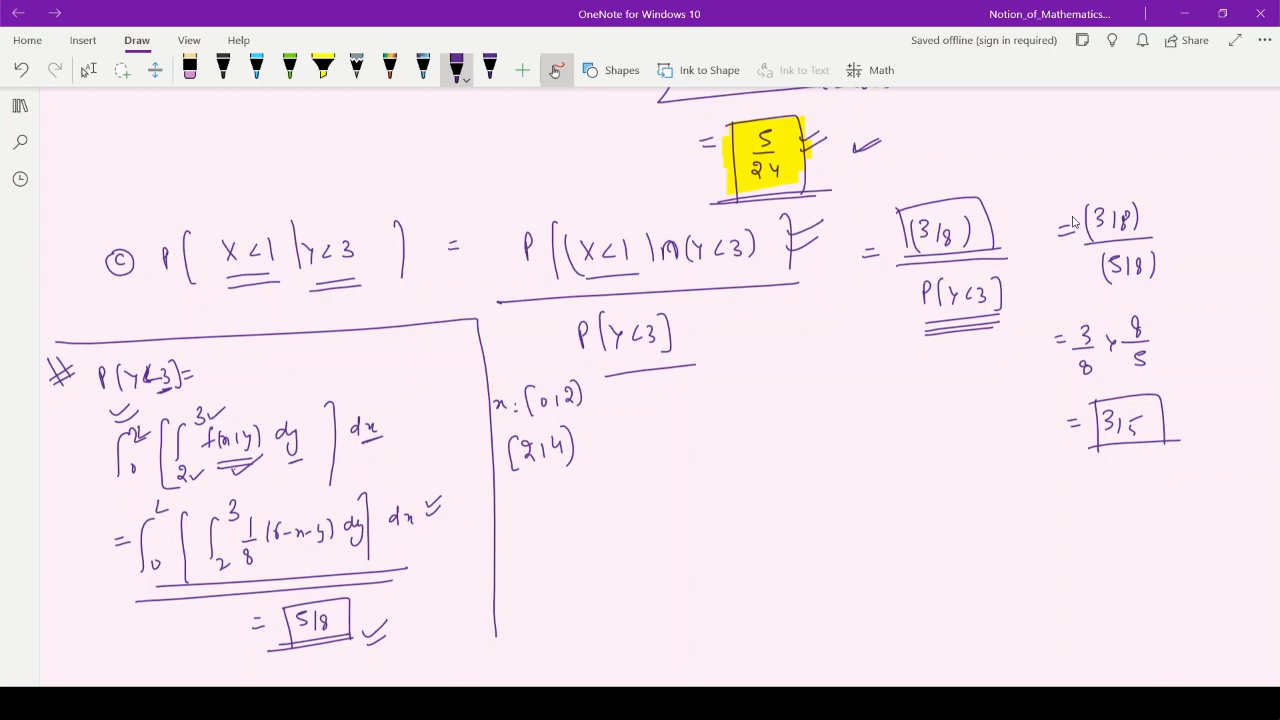 OneNote for Windows 10
Notion_of_Mathematics...
Home Insert Draw View Help
Saved offline (sign in required)
Share
Shapes
Ink to Shape
Ink to Text
Math
= 5/24
(c) P[X<1 | Y<3] = P[(X<1) ∩ (Y<3)] / P[Y<3] = (3/8) / P[Y<3] = (3/8) / (5/8)
= 3/8 × 8/5
= 3/5
P[Y<3] =
∫₀² [∫₂³ f(x,y) dy] dx
x: (0,2)
(2,4)
= ∫₀² [∫₂³ 1/8 (6-x-y) dy] dx
= 5/8